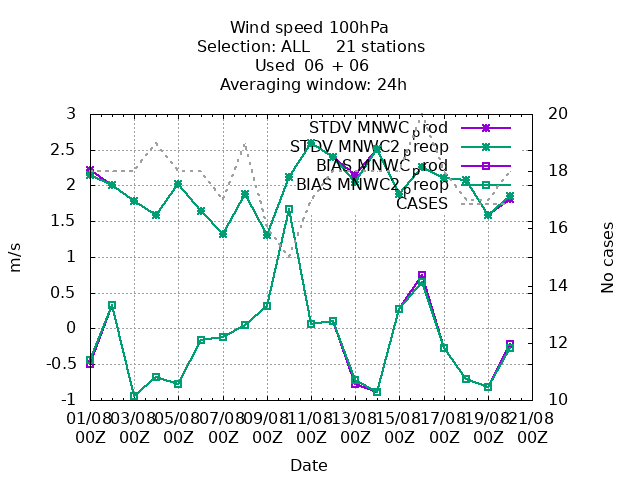 Wind speed 100hPa
Selection: ALL 21 stations
Used 06 + 06
Averaging window: 24h
STDV MNWC_prod
STDV MNWC2_preop
BIAS MNWC_prod
BIAS MNWC2_preop
CASES
3
2.5
2
1.5
1
0.5
0
-0.5
-1
m/s
20
18
16
14
12
10
No cases
01/08 03/08 05/08 07/08 09/08 11/08 13/08 15/08 17/08 19/08 21/08
00Z 00Z 00Z 00Z 00Z 00Z 00Z 00Z 00Z 00Z 00Z
Date